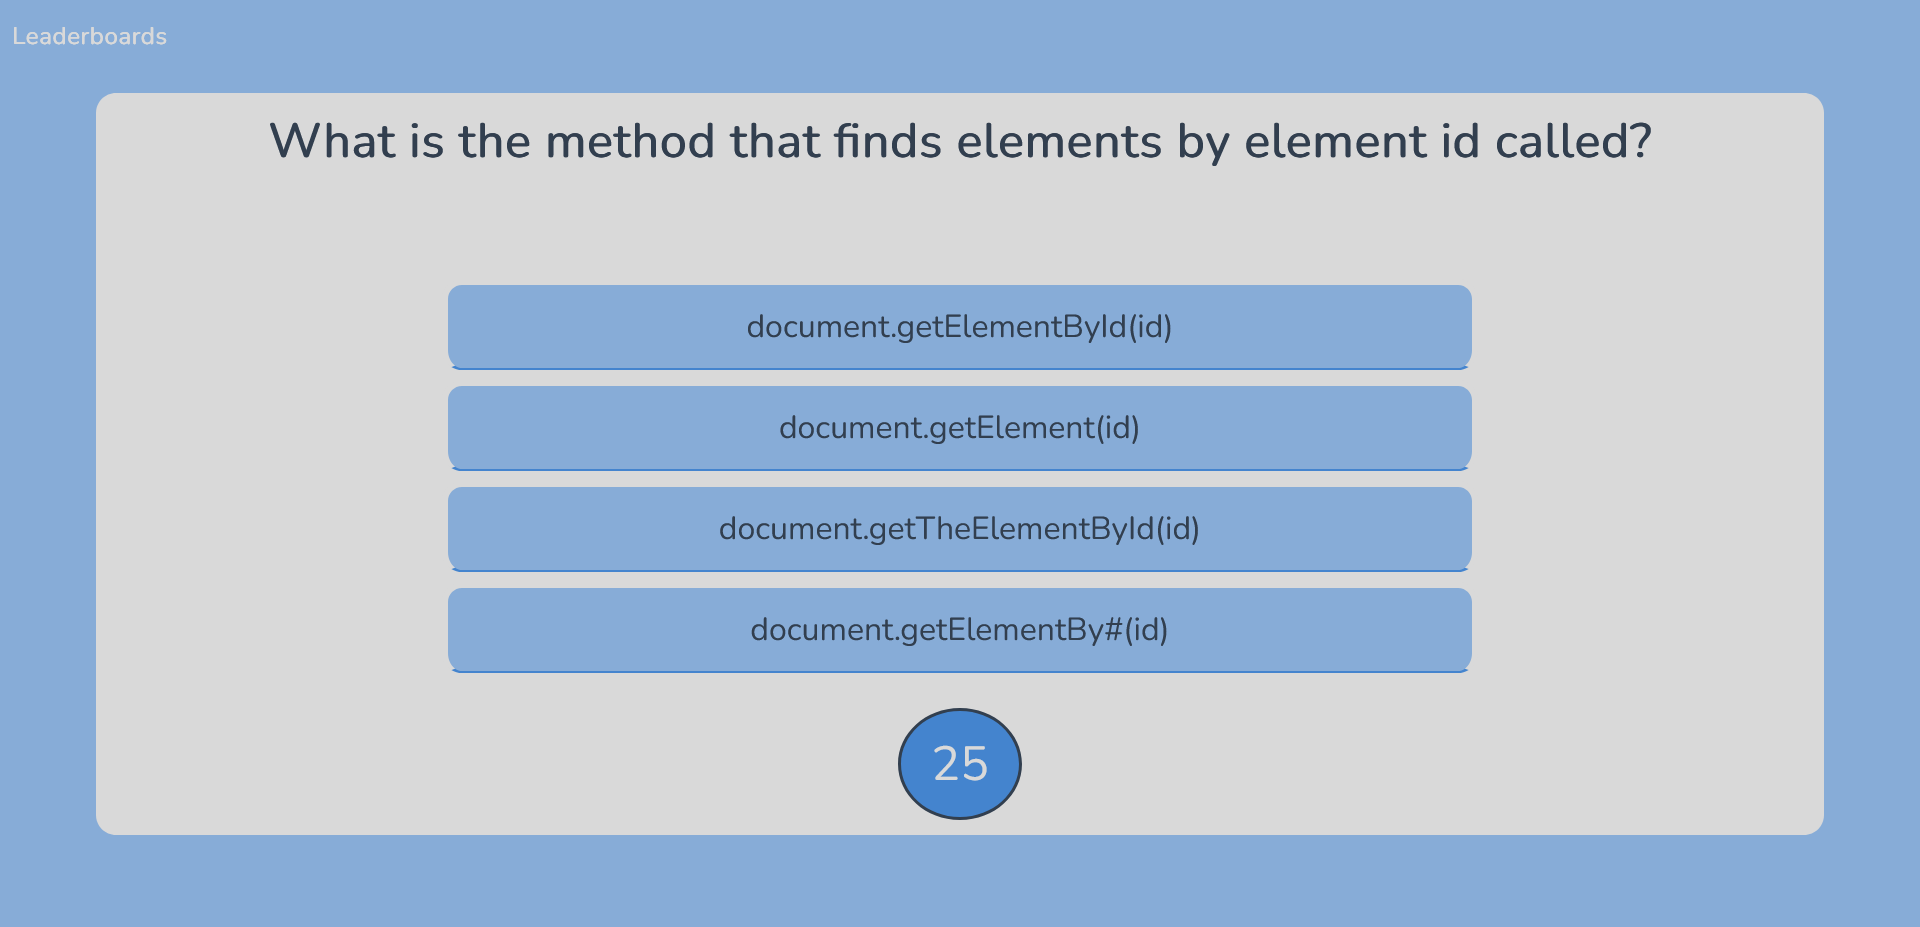 Leaderboards
What is the method that finds elements by element id called?
document.getElementById(id)
document.getElement(id)
document.getTheElementById(id)
document.getElementBy#(id)
25